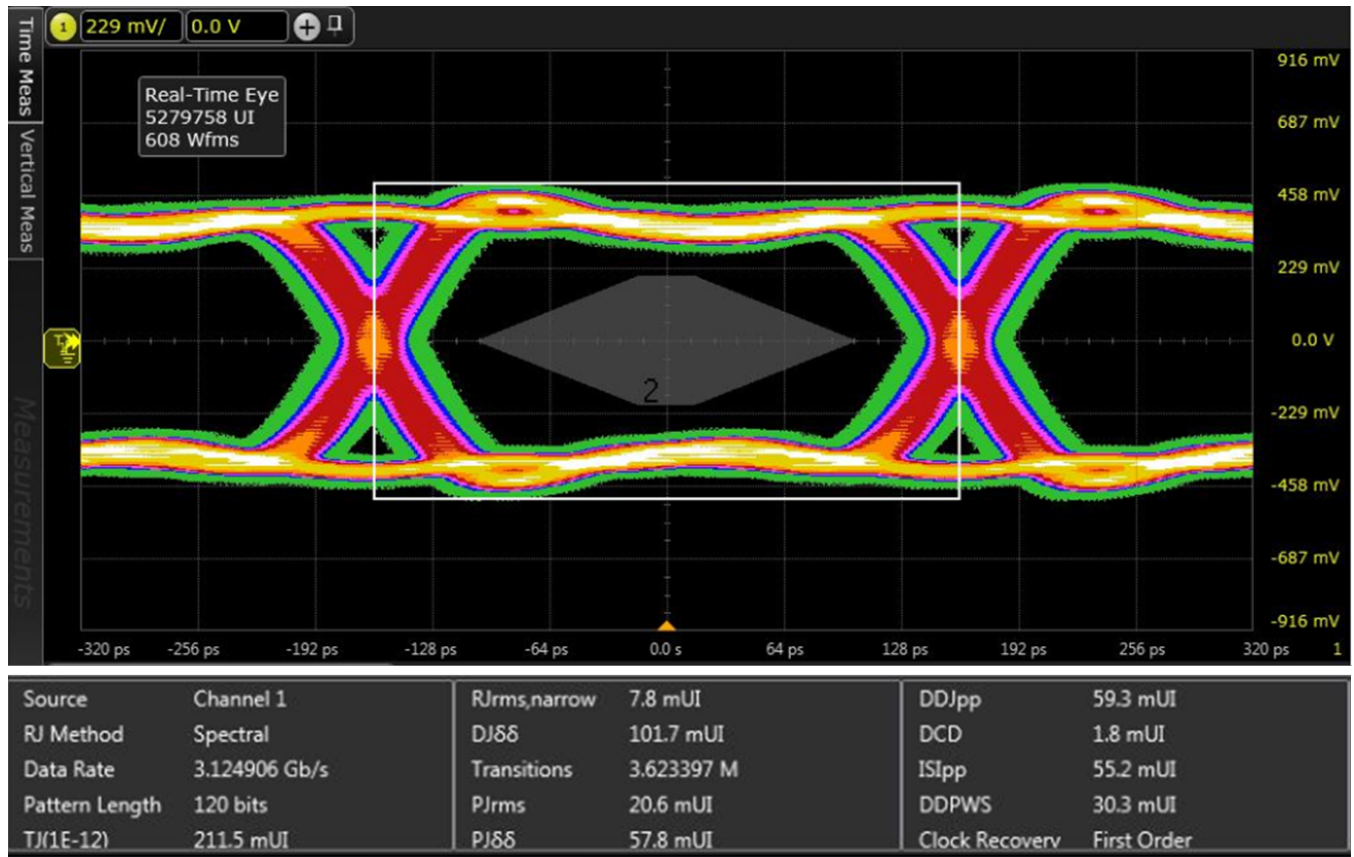 Time Meas
Vertical Meas
Measurements
1 229 mV/ 0.0 V +
Real-Time Eye
5279758 UI
608 Wfms
916 mV
687 mV
458 mV
229 mV
0.0 V
-229 mV
-458 mV
-687 mV
-916 mV
2
-320 ps -256 ps -192 ps -128 ps -64 ps 0.0 s 64 ps 128 ps 192 ps 256 ps 320 ps 1
Source Channel 1
RJ Method Spectral
Data Rate 3.124906 Gb/s
Pattern Length 120 bits
TJ(1E-12) 211.5 mUI
RJrms,narrow 7.8 mUI
DJδδ 101.7 mUI
Transitions 3.623397 M
PJrms 20.6 mUI
PJδδ 57.8 mUI
DDJpp 59.3 mUI
DCD 1.8 mUI
ISIpp 55.2 mUI
DDPWS 30.3 mUI
Clock Recovery First Order